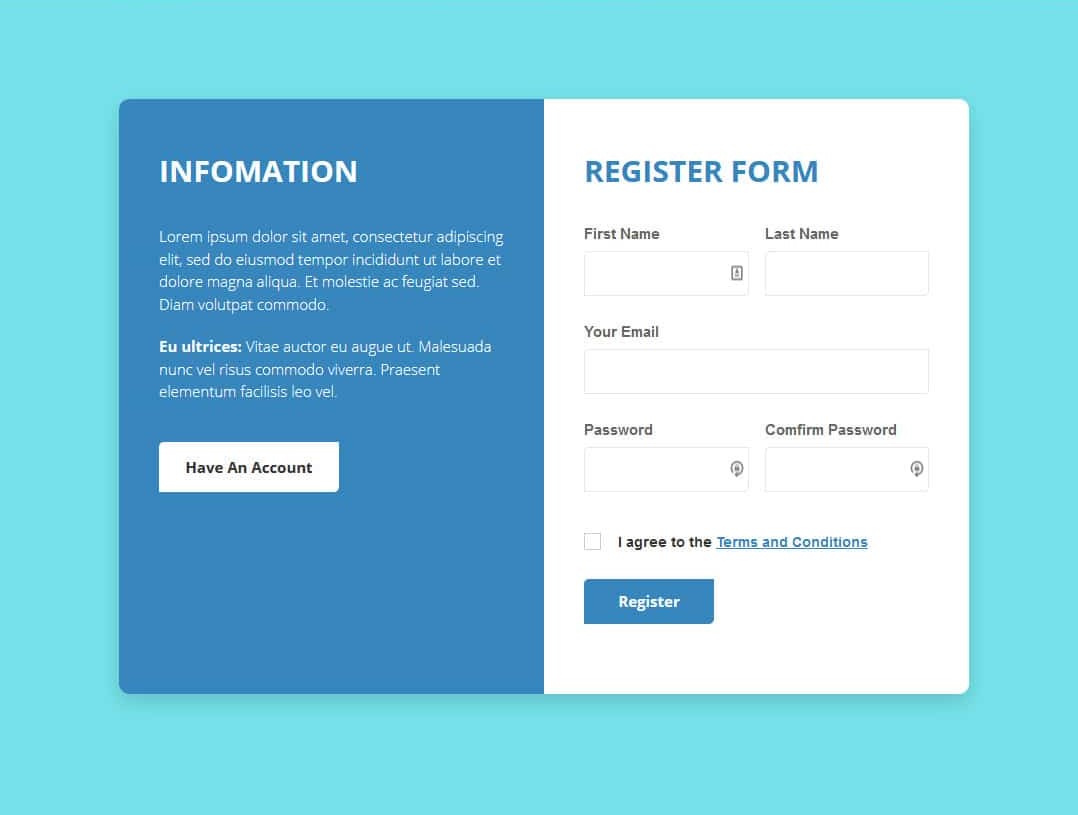 INFOMATION
Lorem ipsum dolor sit amet, consectetur adipiscing
elit, sed do eiusmod tempor incididunt ut labore et
dolore magna aliqua. Et molestie ac feugiat sed.
Diam volutpat commodo.
Eu ultrices: Vitae auctor eu augue ut. Malesuada
nunc vel risus commodo viverra. Praesent
elementum facilisis leo vel.
Have An Account
REGISTER FORM
First Name Last Name
Your Email
Password Comfirm Password
I agree to the Terms and Conditions
Register